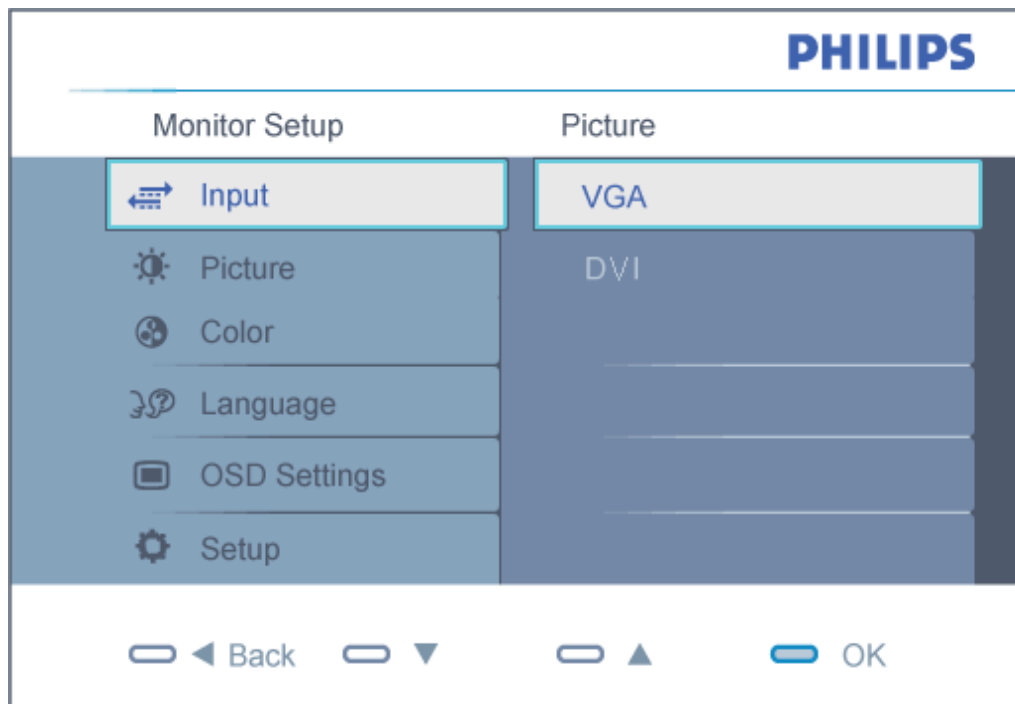 PHILIPS
Monitor Setup Picture
Input VGA
Picture DVI
Color
Language
OSD Settings
Setup
Back OK